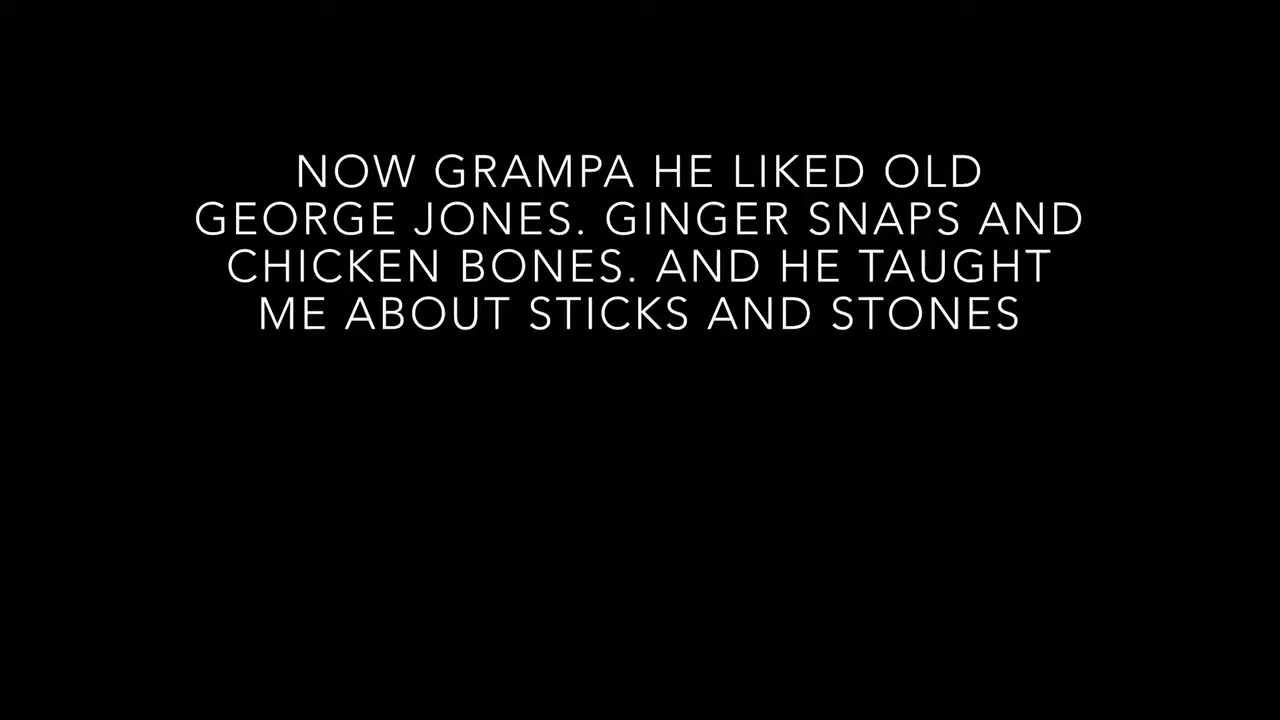 NOW GRAMPA HE LIKED OLD
GEORGE JONES. GINGER SNAPS AND
CHICKEN BONES. AND HE TAUGHT
ME ABOUT STICKS AND STONES